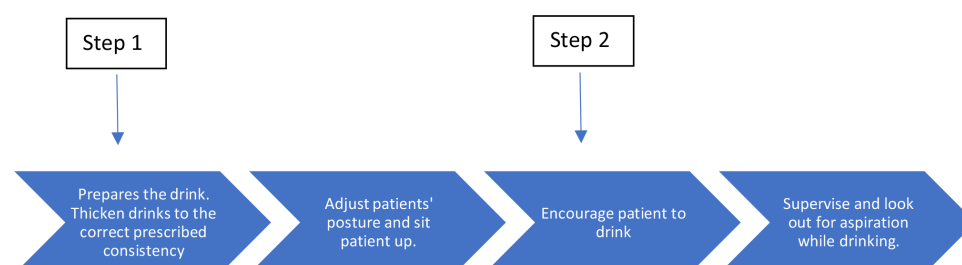 Step 1
Step 2
Prepares the drink.
Thicken drinks to the
correct prescribed
consistency
Adjust patients'
posture and sit
patient up.
Encourage patient to
drink
Supervise and look
out for aspiration
while drinking.